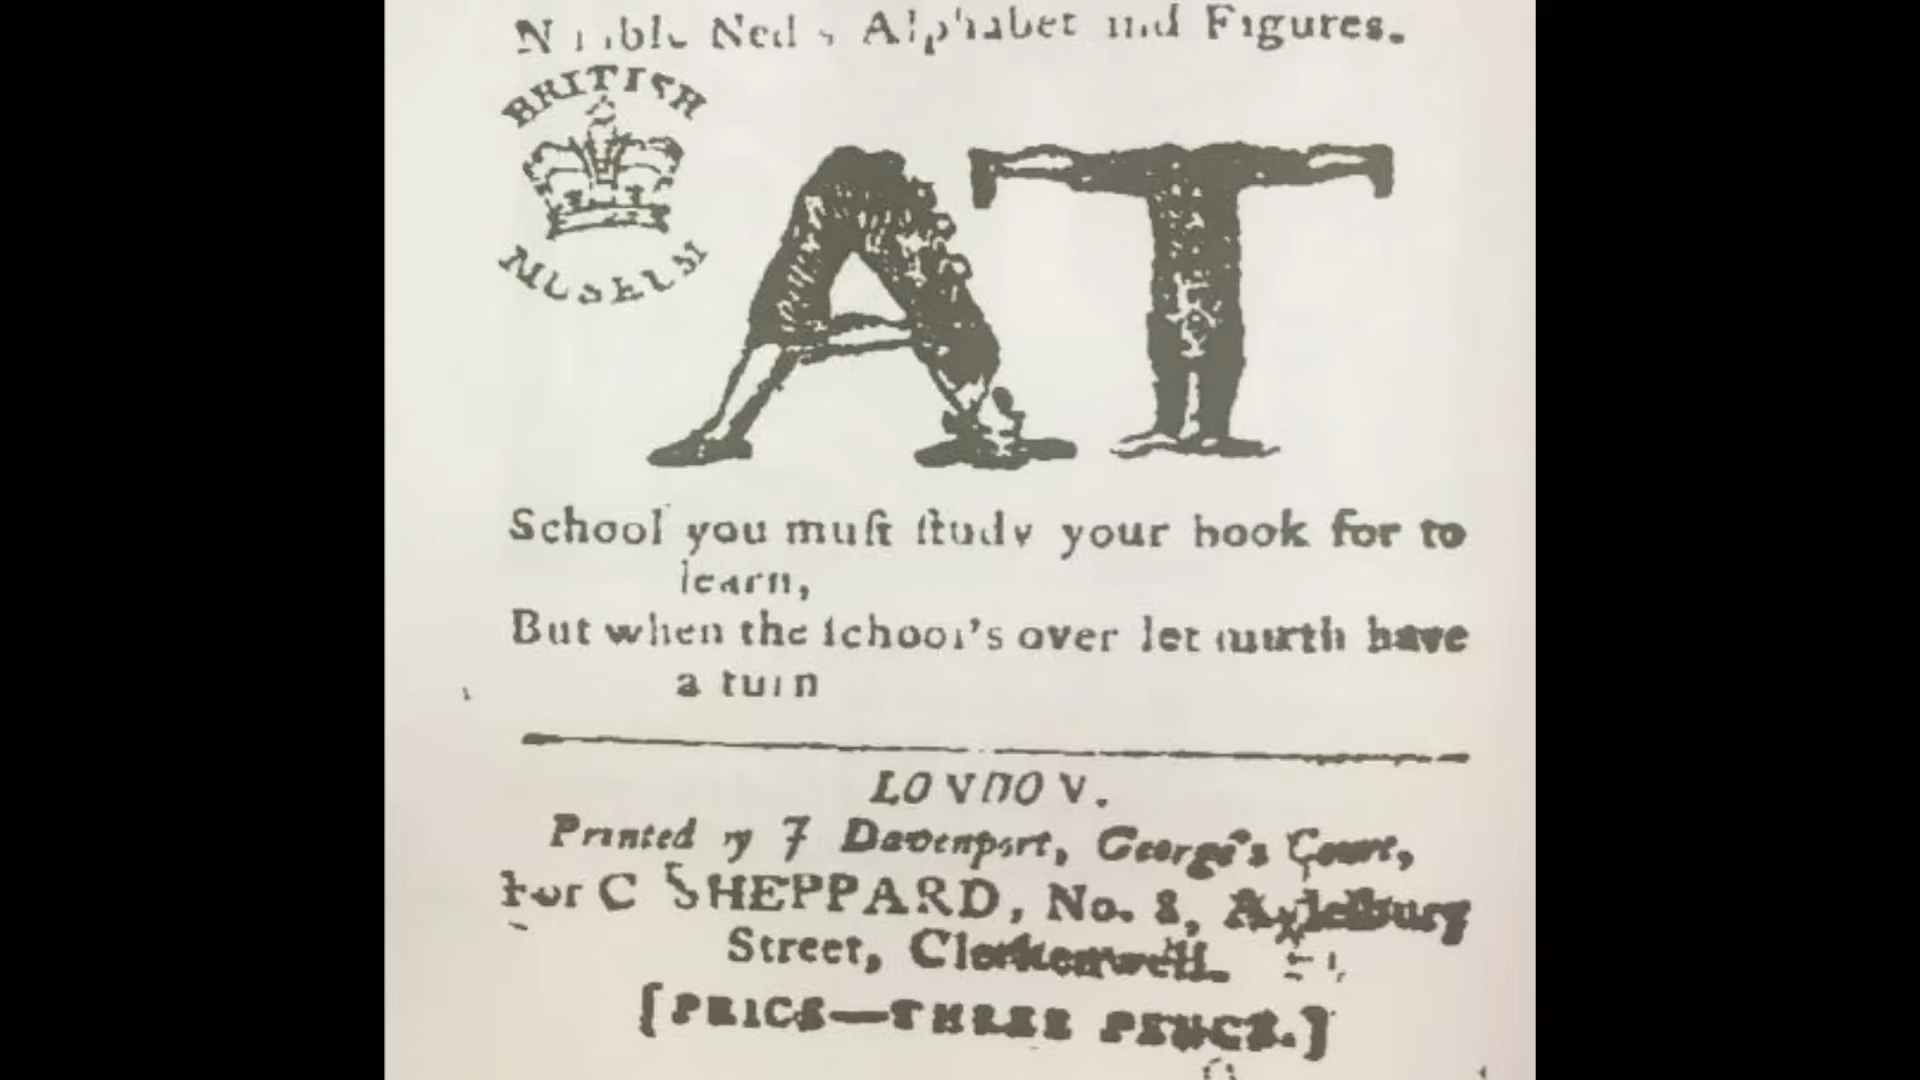 Nimble Ned's Alphabet and Figures.
BRITISH
MUSEUM
AT
School you muſt ſtudy your book for to
learn,
But when the ſchool's over let mirth have
a turn
LONDON.
Printed by J Davenport, George's Court,
For C SHEPPARD, No. 8, Ayleſbury
Street, Clerkenwell.
[PRICE—THREE PENCE.]